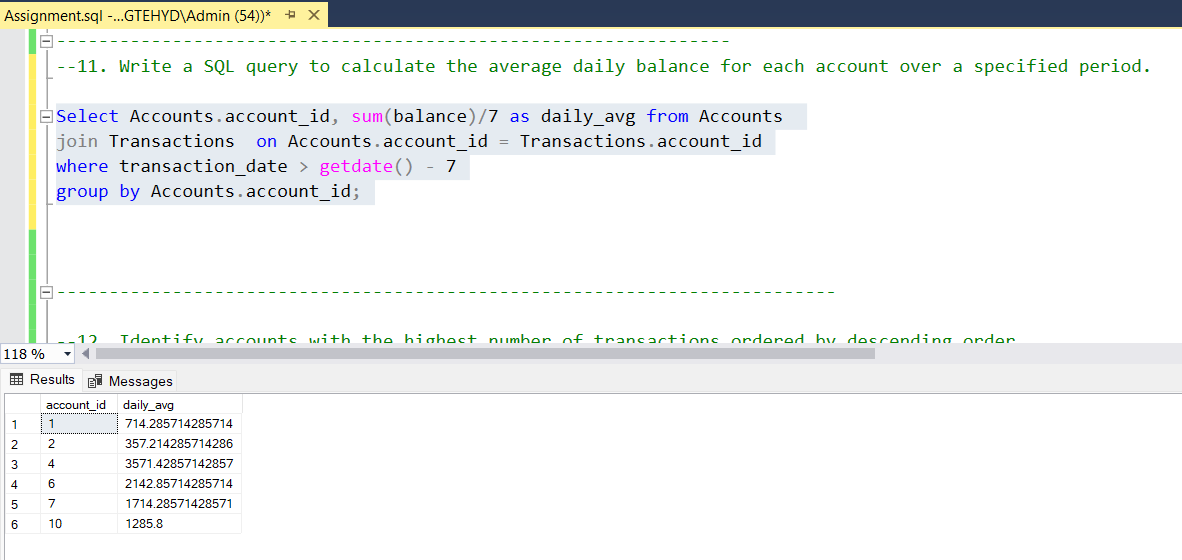 Assignment.sql -...GTEHYD\Admin (54))*
----------------------------------------------------------------
--11. Write a SQL query to calculate the average daily balance for each account over a specified period.
Select Accounts.account_id, sum(balance)/7 as daily_avg from Accounts
join Transactions  on Accounts.account_id = Transactions.account_id
where transaction_date > getdate() - 7
group by Accounts.account_id;
--------------------------------------------------------------------------
--12. Identify accounts with the highest number of transactions ordered by descending order
118 %
Results Messages
account_id daily_avg
1 1 714.285714285714
2 2 357.214285714286
3 4 3571.42857142857
4 6 2142.85714285714
5 7 1714.28571428571
6 10 1285.8